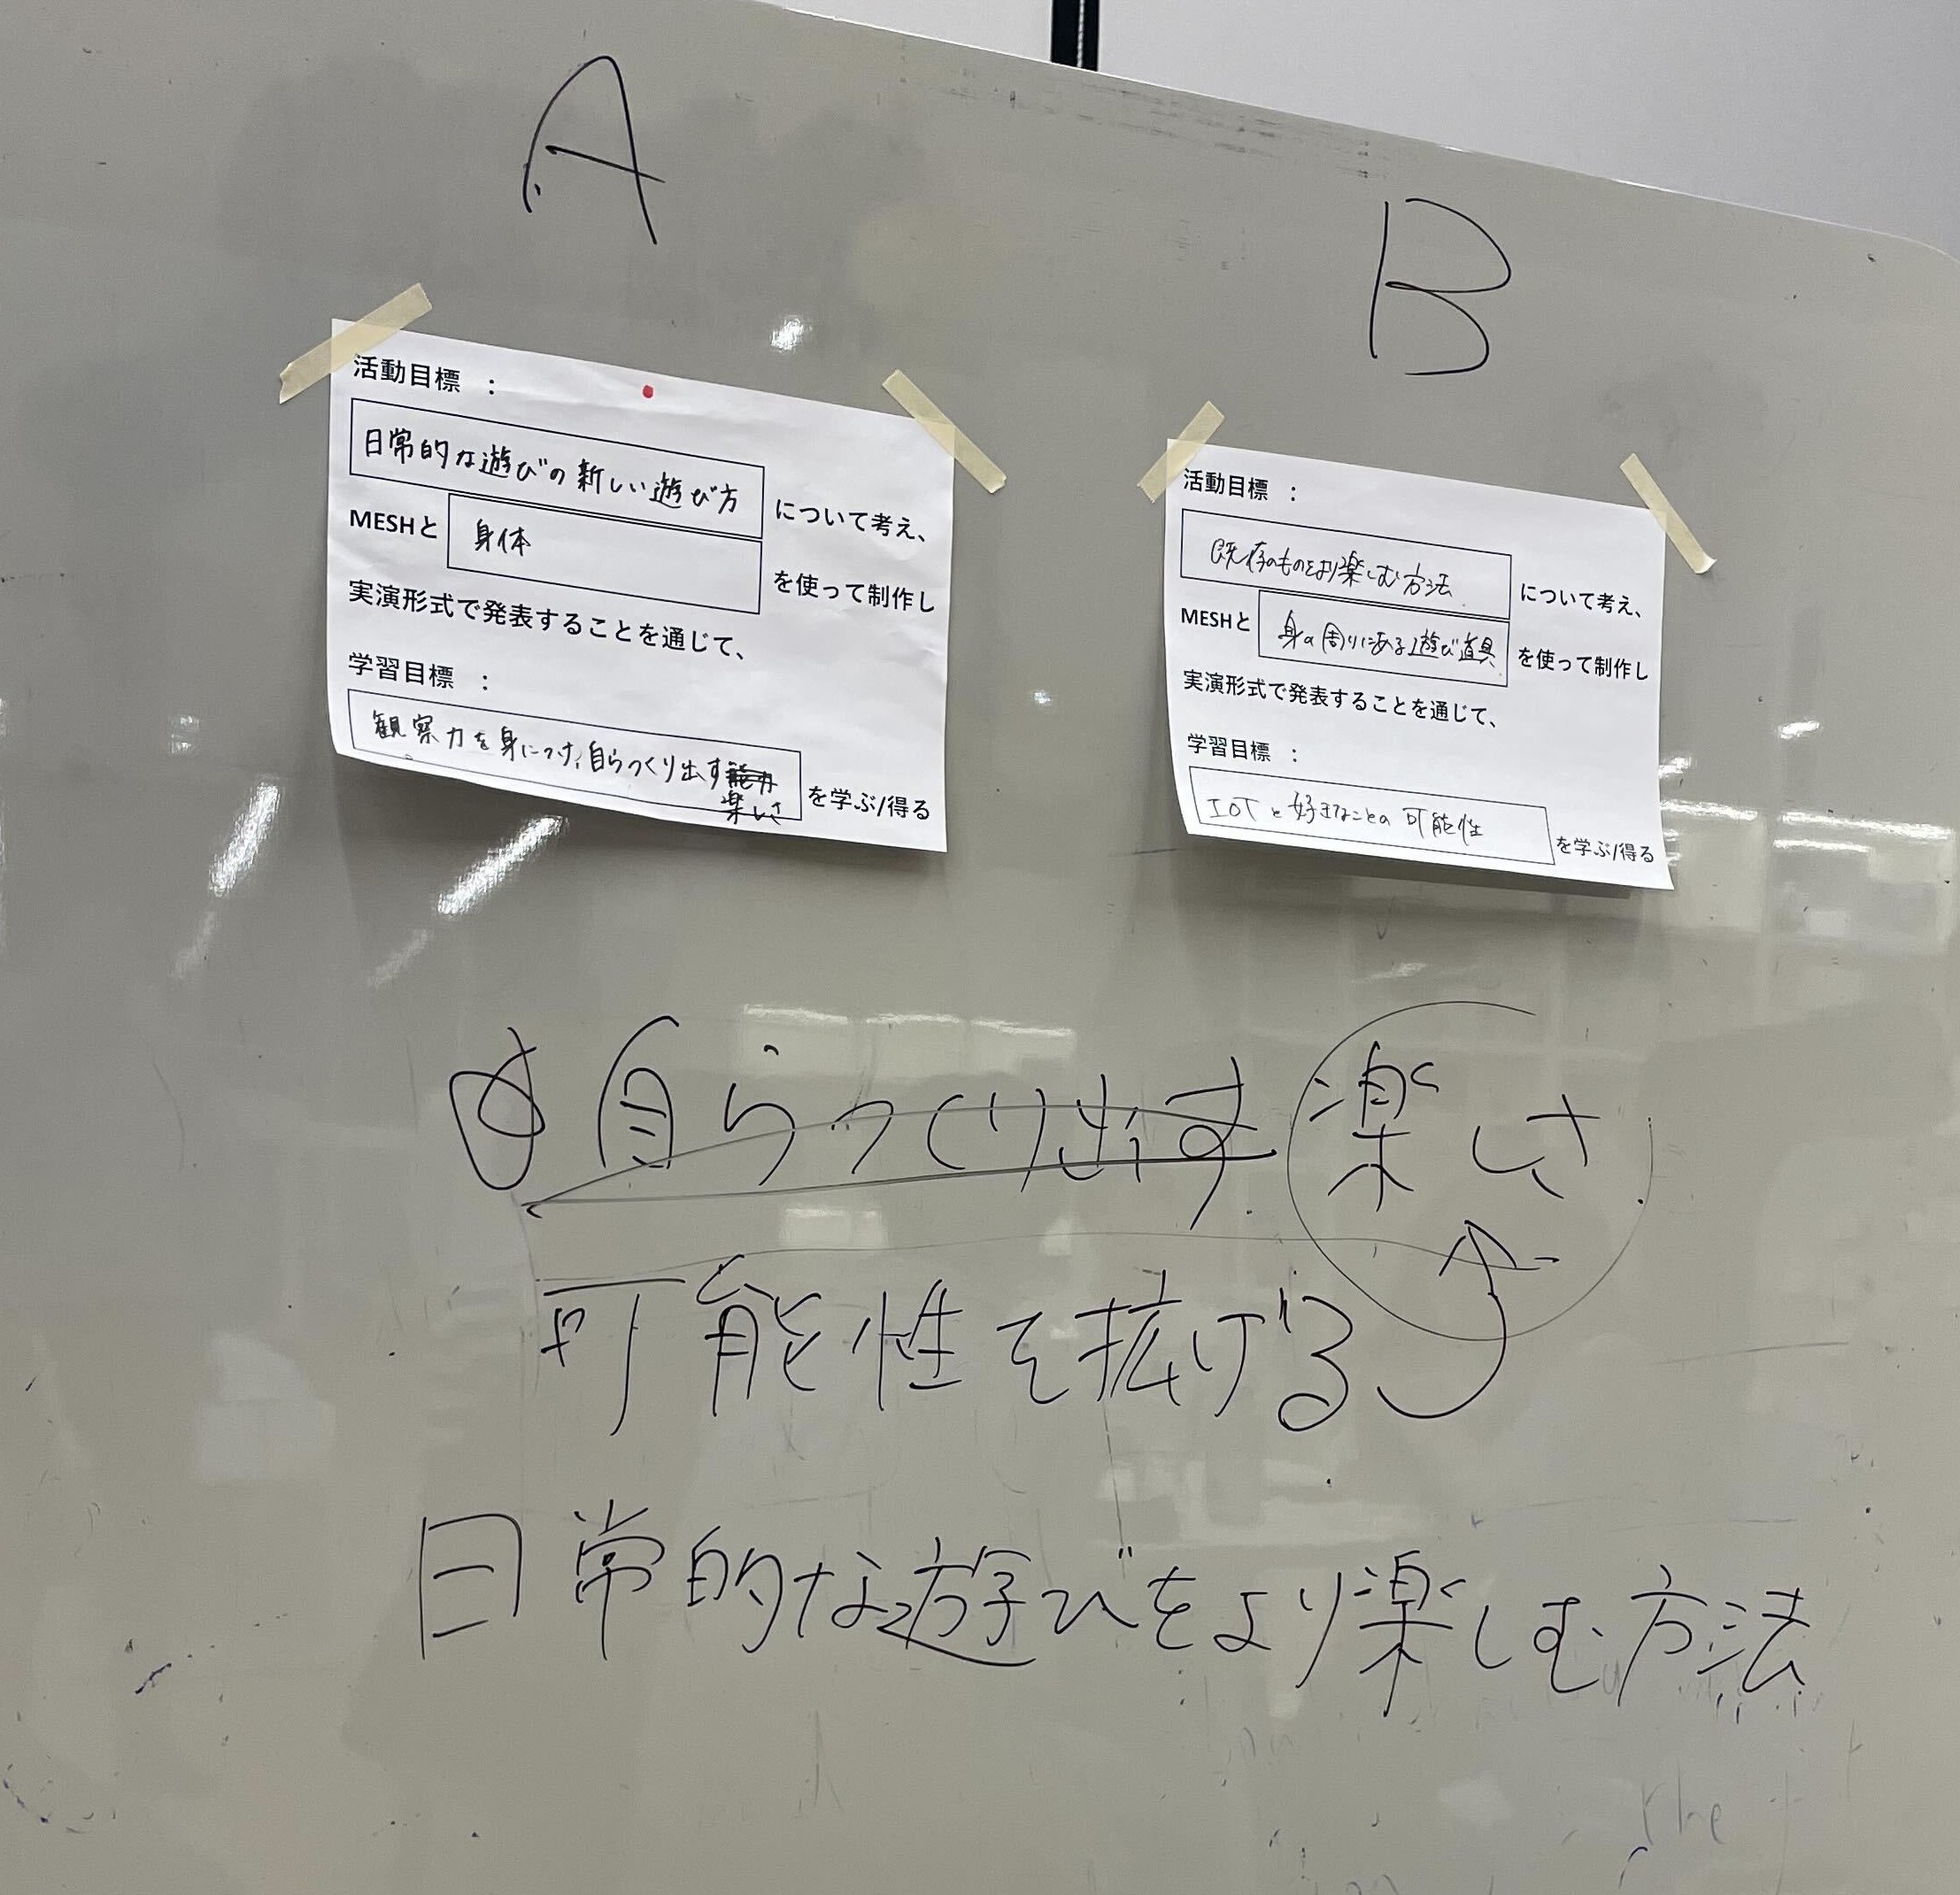 A
活動目標 ：
日常的な遊びの新しい遊び方 について考え、
MESHと 身体 を使って制作し
実演形式で発表することを通じて、
学習目標 ：
観察力を身につけ、自らつくり出す能力
楽しさ を学ぶ/得る
B
活動目標 ：
既存のものをより楽しむ方法 について考え、
MESHと 身の周りにある遊び道具 を使って制作し
実演形式で発表することを通じて、
学習目標 ：
IOTと好きなことの可能性 を学ぶ/得る
自らつくり出す楽しさ
可能性を拡げる
日常的な遊びをより楽しむ方法